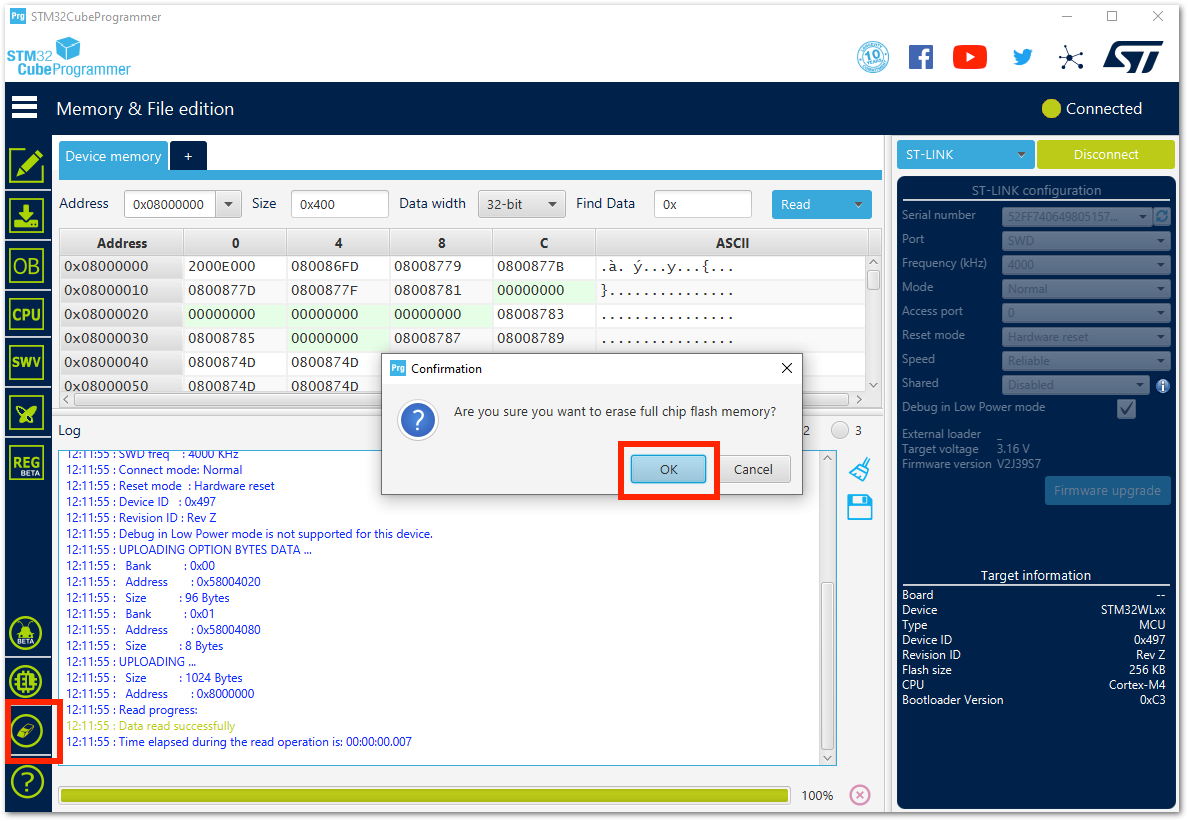 Prg STM32CubeProgrammer
STM32
CubeProgrammer
10 YEARS
Memory & File edition
Connected
Device memory
+
ST-LINK
Disconnect
Address 0x08000000 Size 0x400 Data width 32-bit Find Data 0x Read
Address 0 4 8 C ASCII
0x08000000 2000E000 080086FD 08008779 0800877B .à. ý...y...{...
0x08000010 0800877D 0800877F 08008781 00000000 }...............
0x08000020 00000000 00000000 00000000 08008783 ................
0x08000030 08008785 00000000 08008787 08008789 ................
0x08000040 0800874D 0800874D
0x08000050 0800874D 0800874D
OB
CPU
SWV
REG
BETA
BETA
EL
?
Prg Confirmation
? Are you sure you want to erase full chip flash memory?
OK Cancel
Log
2 3
12:11:55 : SWD freq : 4000 KHz
12:11:55 : Connect mode: Normal
12:11:55 : Reset mode : Hardware reset
12:11:55 : Device ID : 0x497
12:11:55 : Revision ID : Rev Z
12:11:55 : Debug in Low Power mode is not supported for this device.
12:11:55 : UPLOADING OPTION BYTES DATA ...
12:11:55 : Bank : 0x00
12:11:55 : Address : 0x58004020
12:11:55 : Size : 96 Bytes
12:11:55 : Bank : 0x01
12:11:55 : Address : 0x58004080
12:11:55 : Size : 8 Bytes
12:11:55 : UPLOADING ...
12:11:55 : Size : 1024 Bytes
12:11:55 : Address : 0x8000000
12:11:55 : Read progress:
12:11:55 : Data read successfully
12:11:55 : Time elapsed during the read operation is: 00:00:00.007
100%
ST-LINK configuration
Serial number 52FF740649805157...
Port SWD
Frequency (kHz) 4000
Mode Normal
Access port 0
Reset mode Hardware reset
Speed Reliable
Shared Disabled
Debug in Low Power mode
External loader _
Target voltage 3.16 V
Firmware version V2J39S7
Firmware upgrade
Target information
Board --
Device STM32WLxx
Type MCU
Device ID 0x497
Revision ID Rev Z
Flash size 256 KB
CPU Cortex-M4
Bootloader Version 0xC3